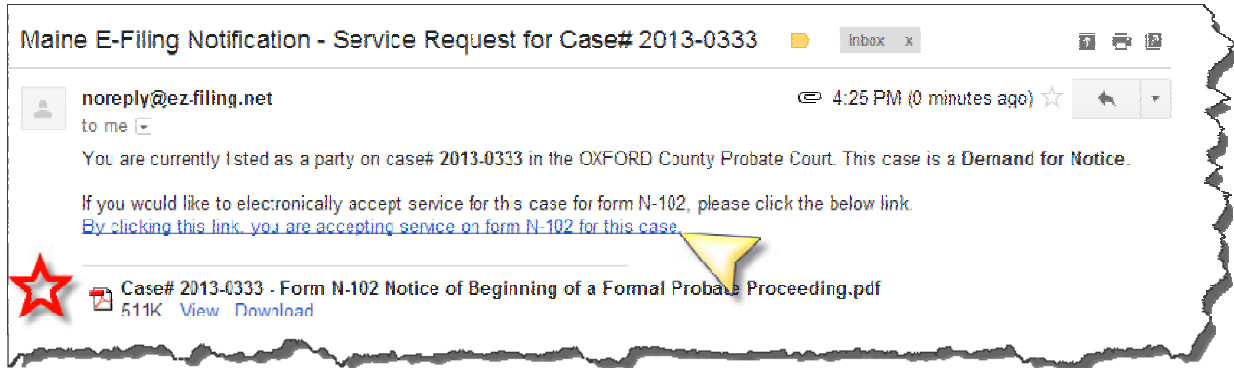 Maine E-Filing Notification - Service Request for Case# 2013-0333 Inbox x
noreply@ez-filing.net 4:25 PM (0 minutes ago)
to me
You are currently listed as a party on case# 2013-0333 in the OXFORD County Probate Court. This case is a Demand for Notice.
If you would like to electronically accept service for this case for form N-102, please click the below link.
By clicking this link, you are accepting service on form N-102 for this case.
Case# 2013-0333 - Form N-102 Notice of Beginning of a Formal Probate Proceeding.pdf
511K View Download